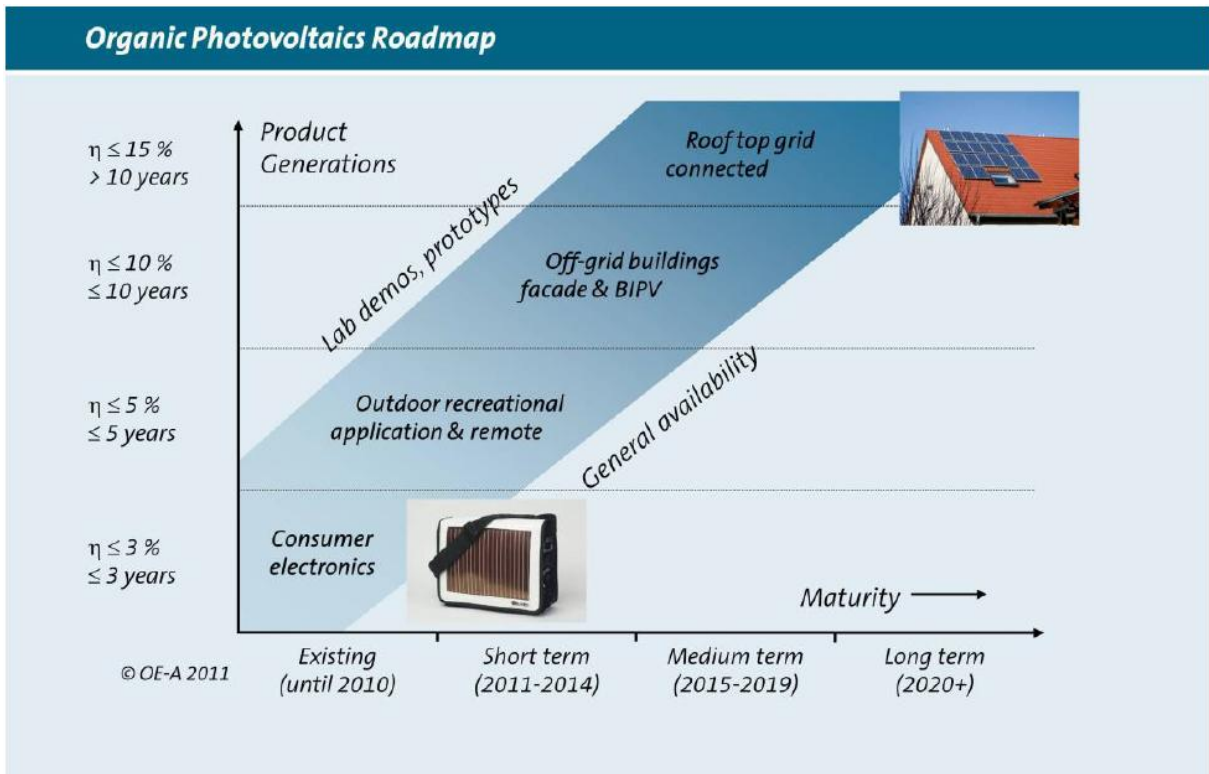 Organic Photovoltaics Roadmap
Product
Generations
η ≤ 15 %
> 10 years
Roof top grid
connected
Lab demos, prototypes
η ≤ 10 %
≤ 10 years
Off-grid buildings
facade & BIPV
General availability
η ≤ 5 %
≤ 5 years
Outdoor recreational
application & remote
η ≤ 3 %
≤ 3 years
Consumer
electronics
Maturity
Existing
(until 2010)
Short term
(2011-2014)
Medium term
(2015-2019)
Long term
(2020+)
© OE-A 2011